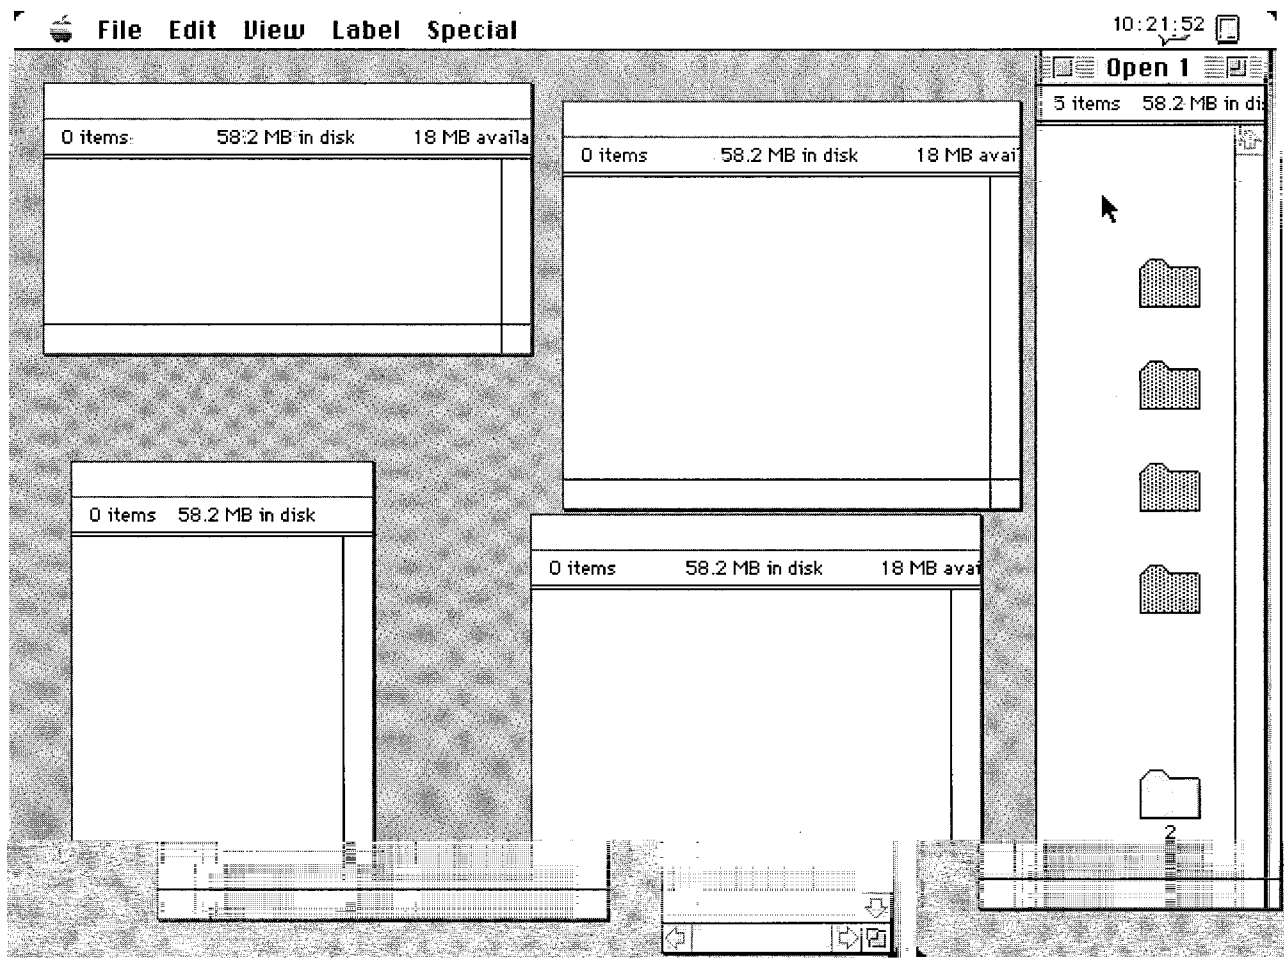 File Edit View Label Special 10:21:52
Open 1
5 items 58.2 MB in dis
0 items 58.2 MB in disk 18 MB availa
0 items 58.2 MB in disk 18 MB avai
0 items 58.2 MB in disk
0 items 58.2 MB in disk 18 MB avai
2